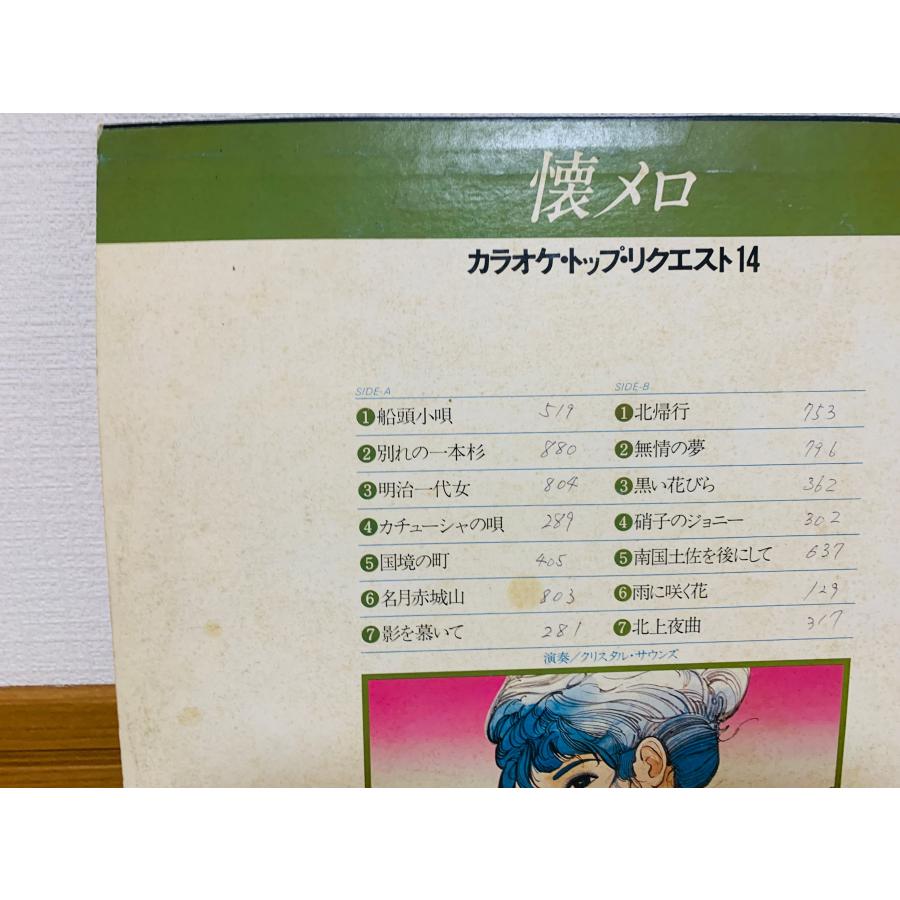 懐メロ
カラオケ・トップ・リクエスト14
SIDE-A
1 船頭小唄 519
2 別れの一本杉 880
3 明治一代女 804
4 カチューシャの唄 289
5 国境の町 405
6 名月赤城山 803
7 影を慕いて 281
SIDE-B
1 北帰行 753
2 無情の夢 796
3 黒い花びら 362
4 硝子のジョニー 302
5 南国土佐を後にして 637
6 雨に咲く花 129
7 北上夜曲 317
演奏/クリスタル・サウンズ